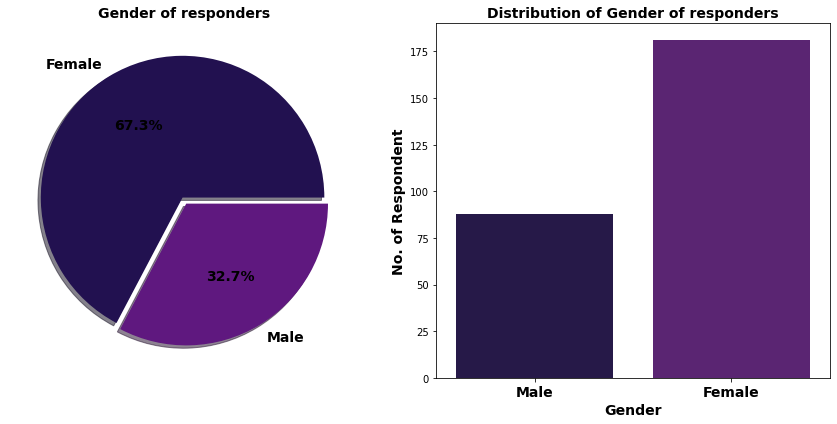 Gender of responders
Female
67.3%
32.7%
Male
Distribution of Gender of responders
175
150
125
100
75
50
25
0
No. of Respondent
Male Female
Gender